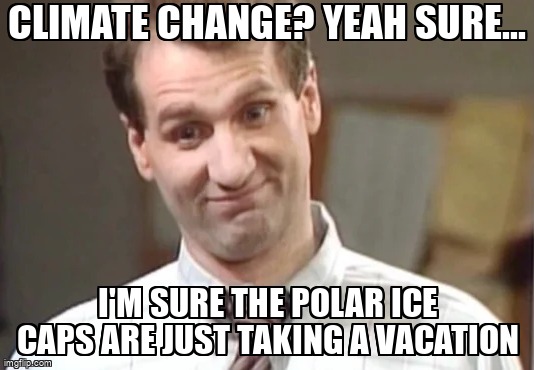 CLIMATE CHANGE? YEAH SURE...
I'M SURE THE POLAR ICE
CAPS ARE JUST TAKING A VACATION
imgflip.com